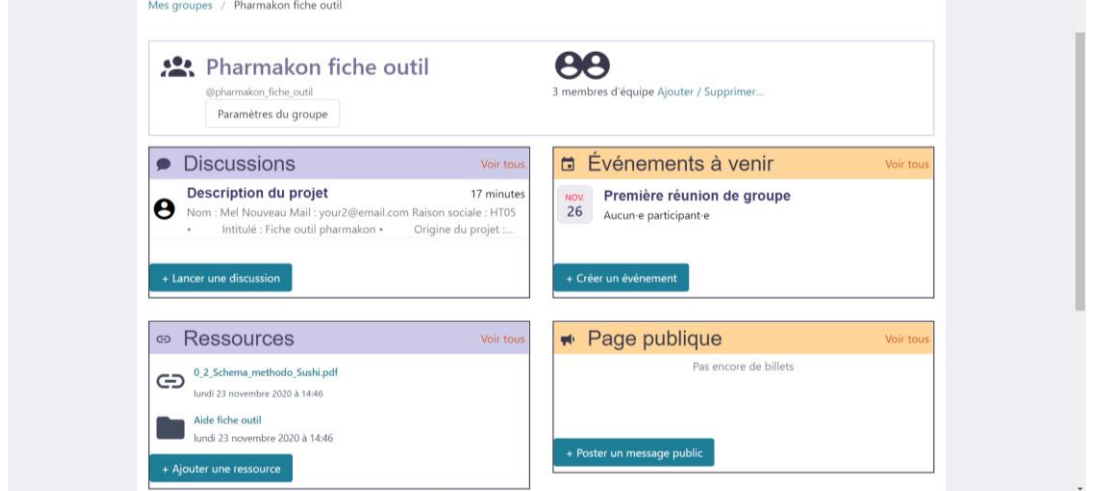 Mes groupes / Pharmakon fiche outil
Pharmakon fiche outil
@pharmakon_fiche_outil
Paramètres du groupe
3 membres d'équipe Ajouter / Supprimer...
Discussions Voir tous
Description du projet 17 minutes
Nom : Mel Nouveau Mail : your2@email.com Raison sociale : HT05
• Intitulé : Fiche outil pharmakon • Origine du projet :...
+ Lancer une discussion
Événements à venir Voir tous
NOV. 26
Première réunion de groupe
Aucun·e participant·e
+ Créer un événement
Ressources Voir tous
0_2_Schema_methodo_Sushi.pdf
lundi 23 novembre 2020 à 14:46
Aide fiche outil
lundi 23 novembre 2020 à 14:46
+ Ajouter une ressource
Page publique Voir tous
Pas encore de billets
+ Poster un message public